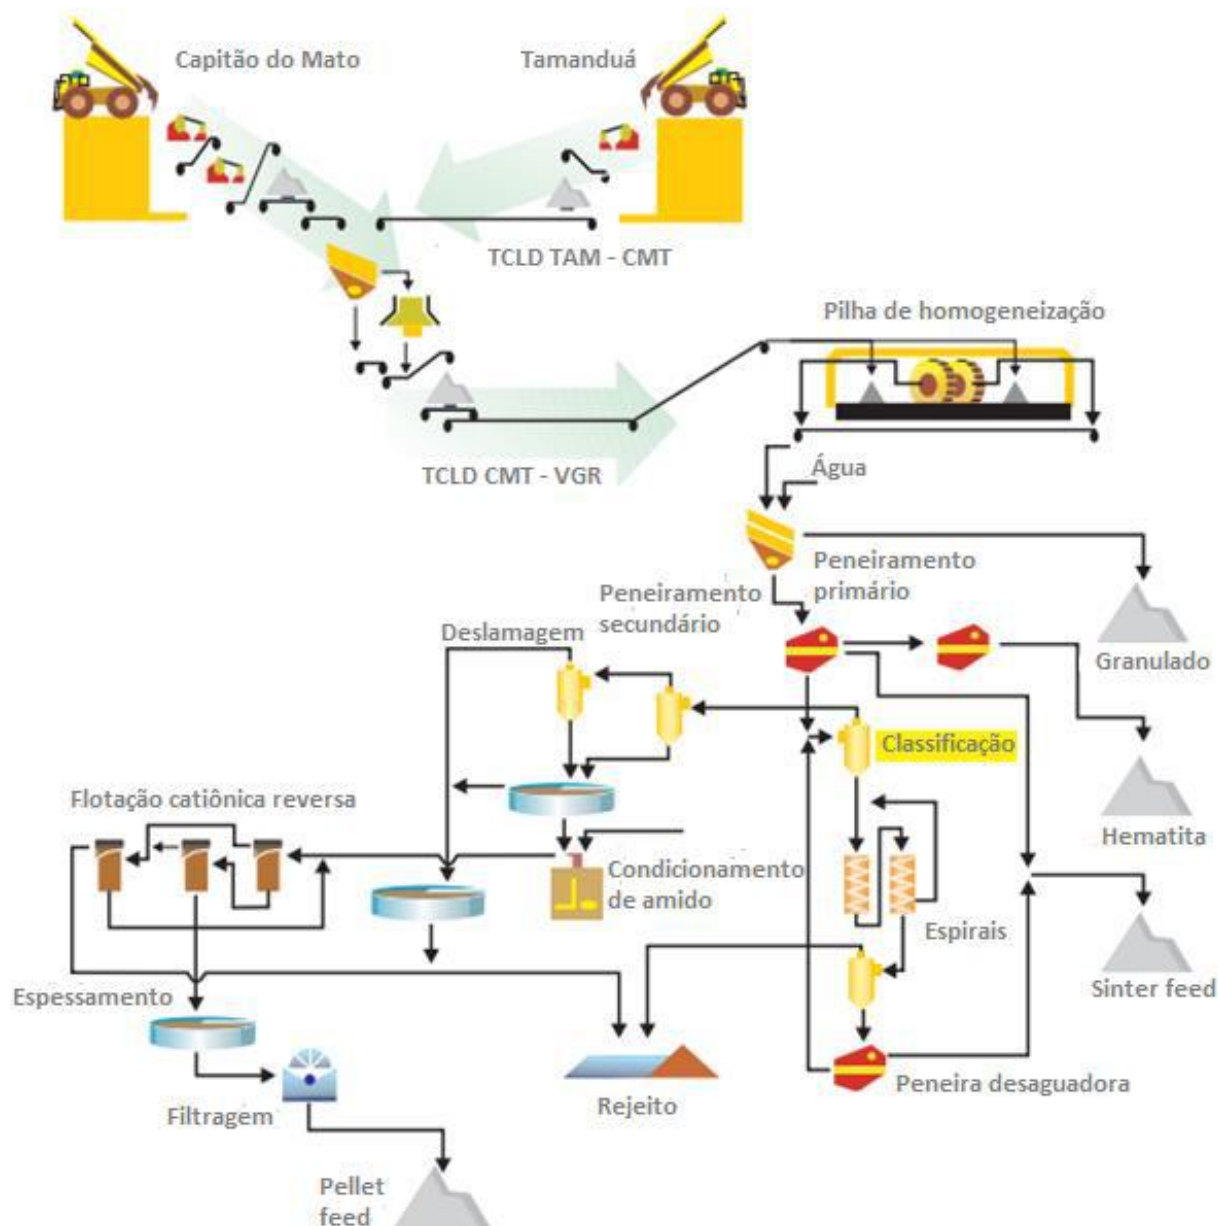 Capitão do Mato
Tamanduá
TCLD TAM - CMT
Pilha de homogeneização
TCLD CMT - VGR
Água
Peneiramento
primário
Peneiramento
secundário
Deslamagem
Granulado
Classificação
Flotação catiônica reversa
Hematita
Condicionamento
de amido
Espirais
Espessamento
Sinter feed
Peneira desaguadora
Rejeito
Filtragem
Pellet
feed